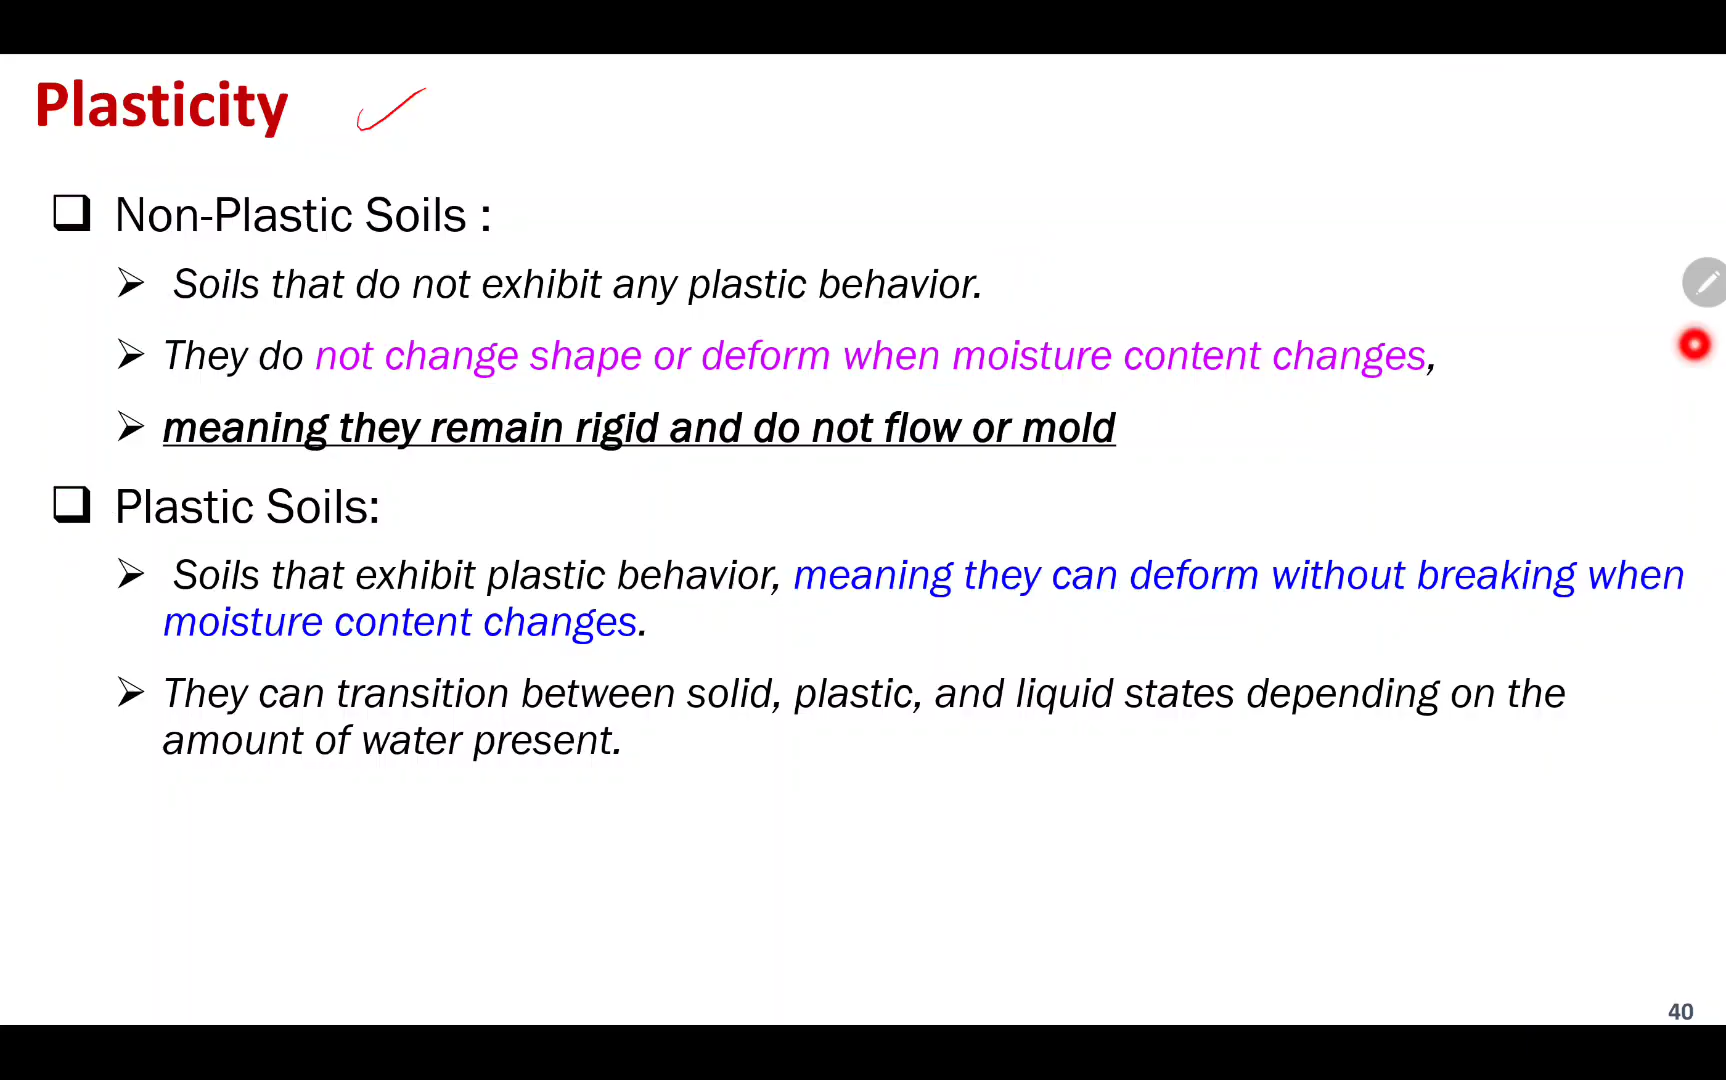 Plasticity
Non-Plastic Soils :
Soils that do not exhibit any plastic behavior.
They do not change shape or deform when moisture content changes,
meaning they remain rigid and do not flow or mold
Plastic Soils:
Soils that exhibit plastic behavior, meaning they can deform without breaking when
moisture content changes.
They can transition between solid, plastic, and liquid states depending on the
amount of water present.
40